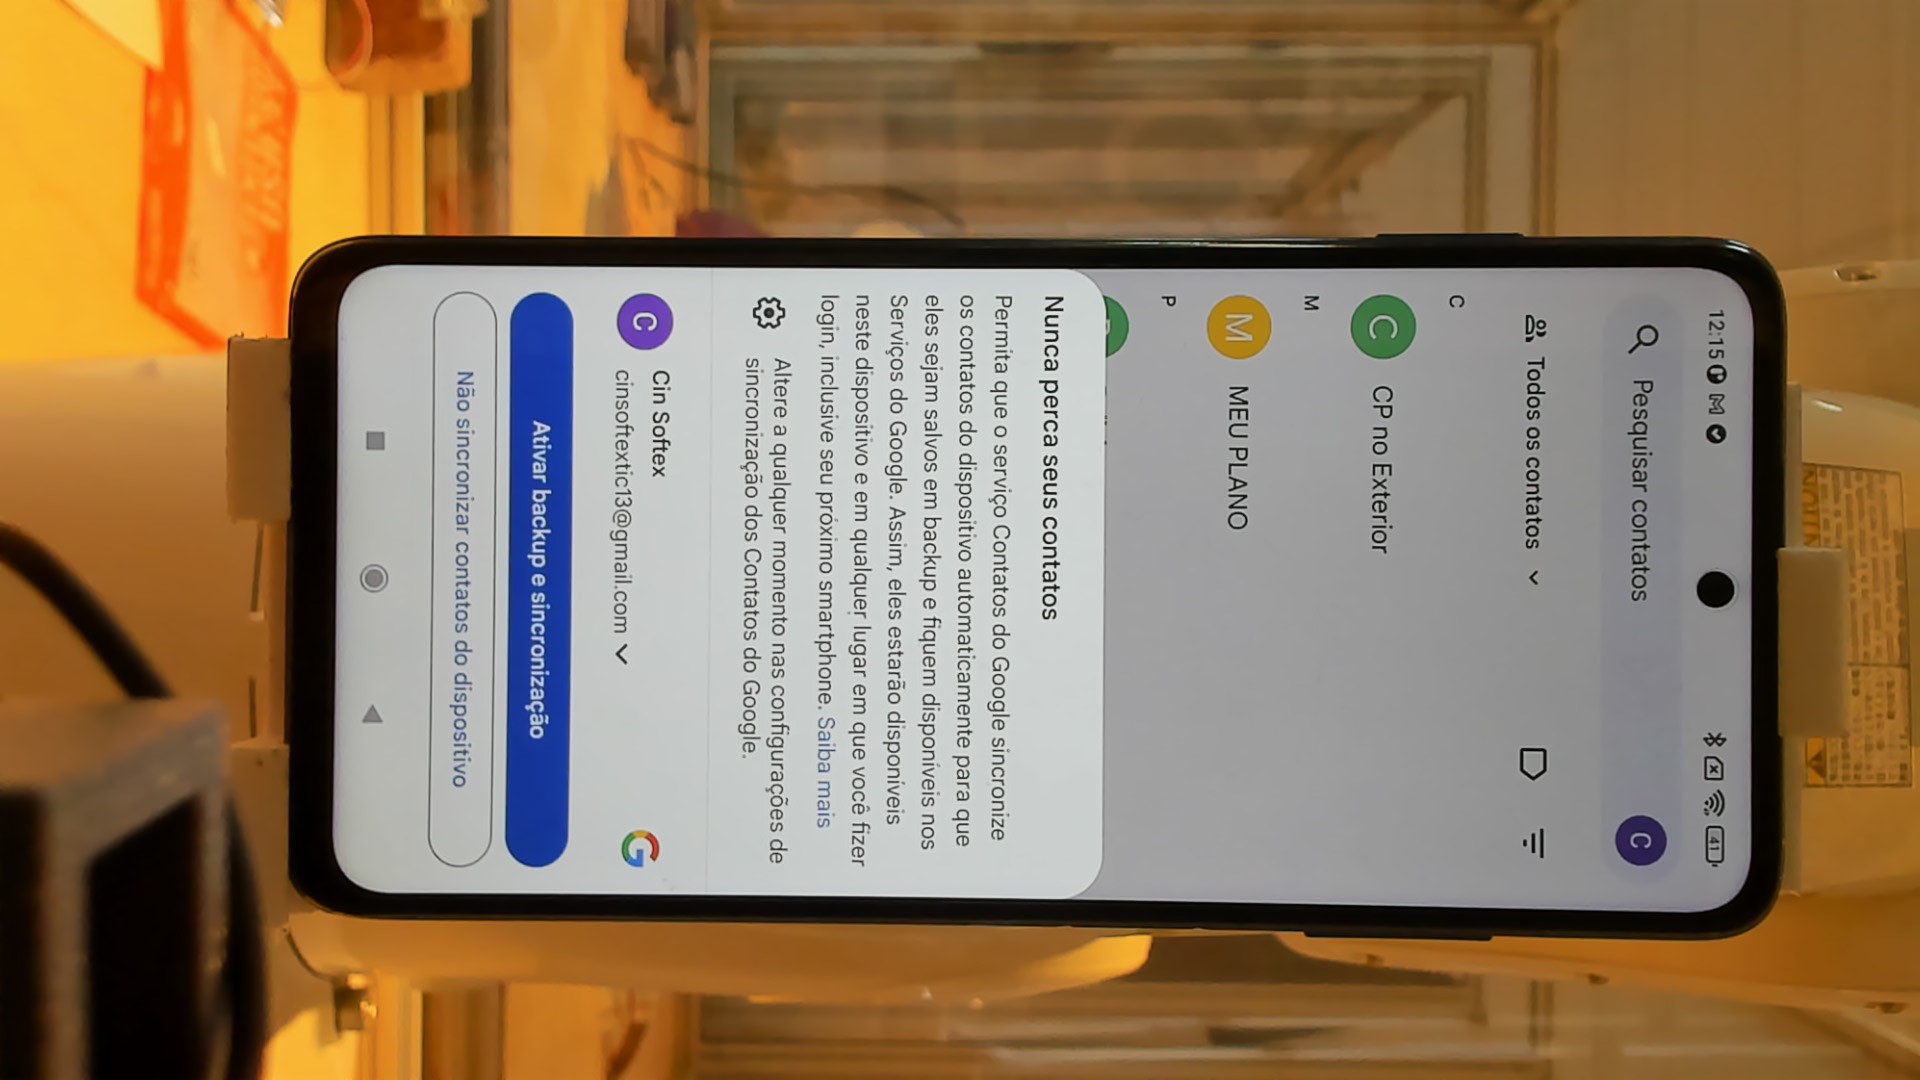 12:15
41
Pesquisar contatos
C
Todos os contatos
C
C
CP no Exterior
M
M
MEU PLANO
P
Nunca perca seus contatos
Permita que o serviço Contatos do Google sincronize
os contatos do dispositivo automaticamente para que
eles sejam salvos em backup e fiquem disponíveis nos
Serviços do Google. Assim, eles estarão disponíveis
neste dispositivo e em qualquer lugar em que você fizer
login, inclusive seu próximo smartphone. Saiba mais
Altere a qualquer momento nas configurações de
sincronização dos Contatos do Google.
C
Cin Softex
cinsoftextic13@gmail.com
Ativar backup e sincronização
Não sincronizar contatos do dispositivo